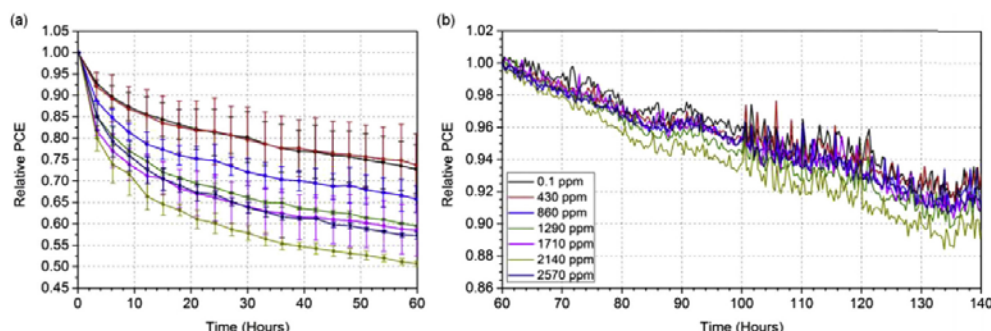 (a)
1.05
1.00
0.95
0.90
0.85
0.80
0.75
0.70
0.65
0.60
0.55
0.50
0.45
Relative PCE
0 10 20 30 40 50 60
Time (Hours)
(b)
1.02
1.00
0.98
0.96
0.94
0.92
0.90
0.88
0.86
Relative PCE
0.1 ppm
430 ppm
860 ppm
1290 ppm
1710 ppm
2140 ppm
2570 ppm
60 70 80 90 100 110 120 130 140
Time (Hours)